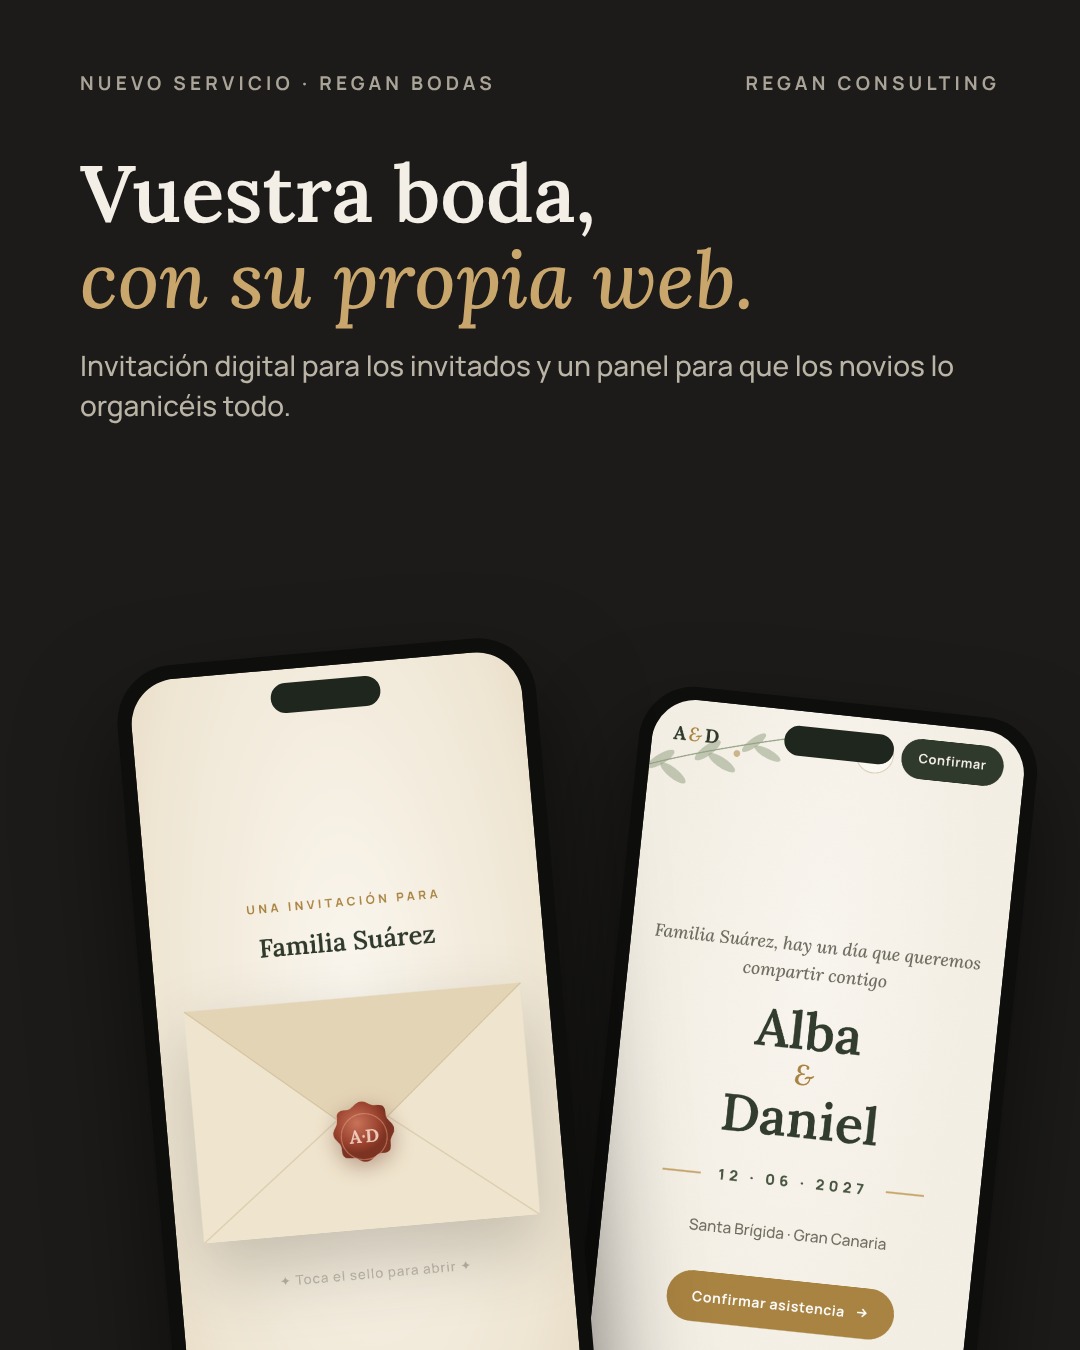 NUEVO SERVICIO · REGAN BODAS
REGAN CONSULTING
Vuestra boda,
con su propia web.
Invitación digital para los invitados y un panel para que los novios lo
organicéis todo.
UNA INVITACIÓN PARA
Familia Suárez
A·D
✦ Toca el sello para abrir ✦
A&D
Confirmar
Familia Suárez, hay un día que queremos
compartir contigo
Alba
&
Daniel
12 · 06 · 2027
Santa Brígida · Gran Canaria
Confirmar asistencia →